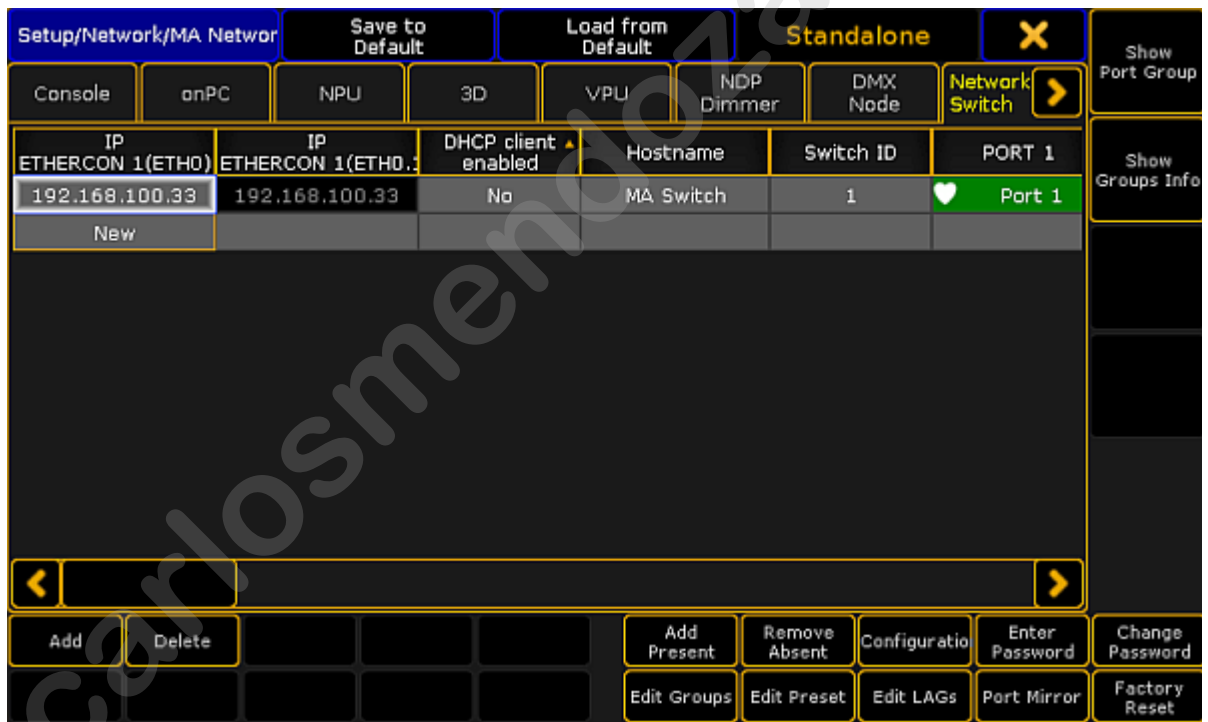 Setup/Network/MA Networ
Save to
Default
Load from
Default
Standalone
Show
Port Group
Console
onPC
NPU
3D
VPU
NDP
Dimmer
DMX
Node
Network
Switch
IP
ETHERCON 1(ETH0)
IP
ETHERCON 1(ETH0.:
DHCP client
enabled
Hostname
Switch ID
PORT 1
Show
Groups Info
192.168.100.33
192.168.100.33
No
MA Switch
1
Port 1
New
Add
Delete
Add
Present
Remove
Absent
Configuratio
Enter
Password
Change
Password
Edit Groups
Edit Preset
Edit LAGs
Port Mirror
Factory
Reset
carlosmendoza